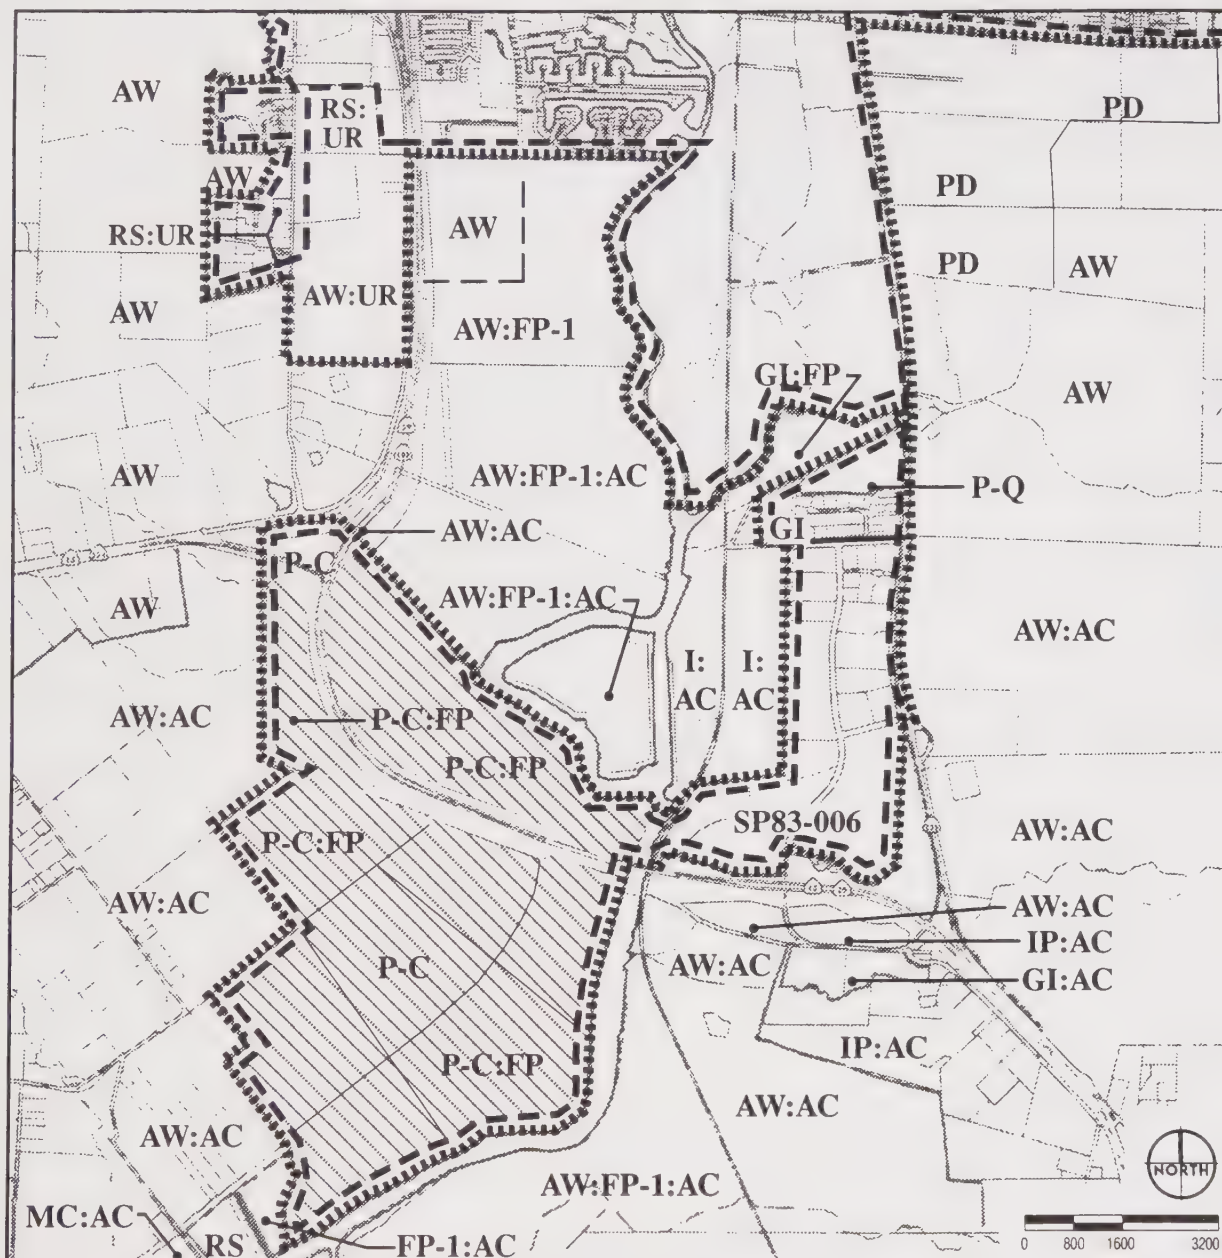 AW
RS:
UR
PD
AW
PD
RS:UR
AW
PD
AW
AW:UR
AW
AW:FP-1
GI:FP
AW
AW
AW:FP-1:AC
P-Q
AW:AC
GI
P-C
AW
AW:FP-1:AC
AW:AC
I:
AC
I:
AC
AW:AC
P-C:FP
P-C:FP
SP83-006
AW:AC
P-C:FP
AW:AC
AW:AC
IP:AC
P-C
AW:AC
GI:AC
IP:AC
P-C:FP
AW:AC
AW:AC
NORTH
AW:FP-1:AC
MC:AC
RS
FP-1:AC
0 800 1600 3200